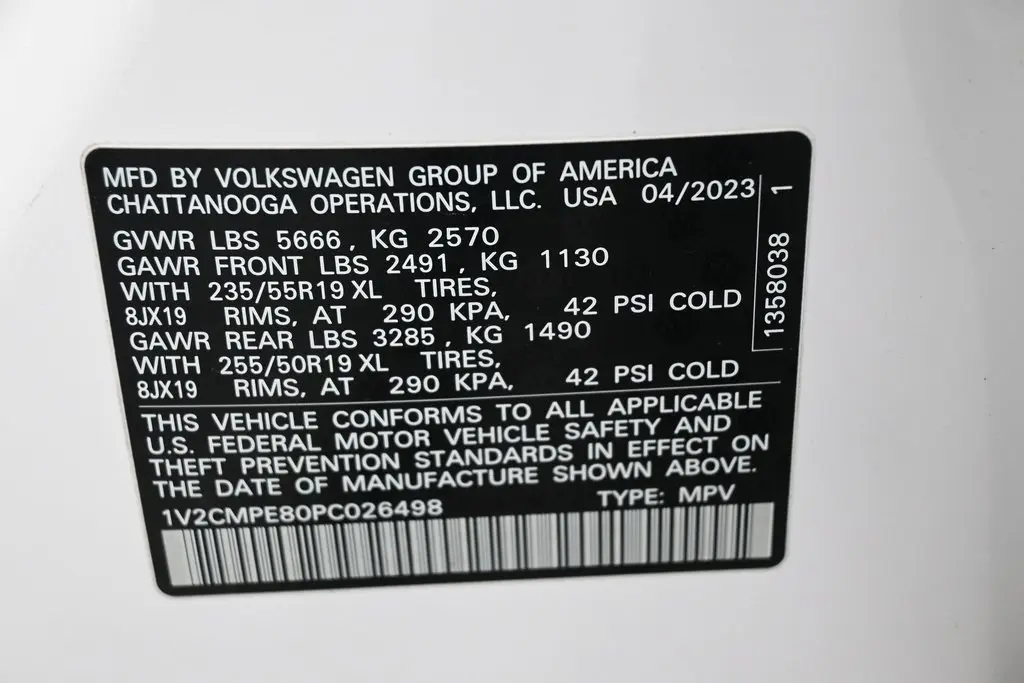 MFD BY VOLKSWAGEN GROUP OF AMERICA
CHATTANOOGA OPERATIONS, LLC. USA 04/2023
GVWR LBS 5666, KG 2570
GAWR FRONT LBS 2491, KG 1130
WITH 235/55R19 XL TIRES,
8JX19 RIMS, AT 290 KPA, 42 PSI COLD
GAWR REAR LBS 3285, KG 1490
WITH 255/50R19 XL TIRES,
8JX19 RIMS, AT 290 KPA, 42 PSI COLD
1358038 1
THIS VEHICLE CONFORMS TO ALL APPLICABLE
U.S. FEDERAL MOTOR VEHICLE SAFETY AND
THEFT PREVENTION STANDARDS IN EFFECT ON
THE DATE OF MANUFACTURE SHOWN ABOVE.
1V2CMPE80PC026498 TYPE: MPV